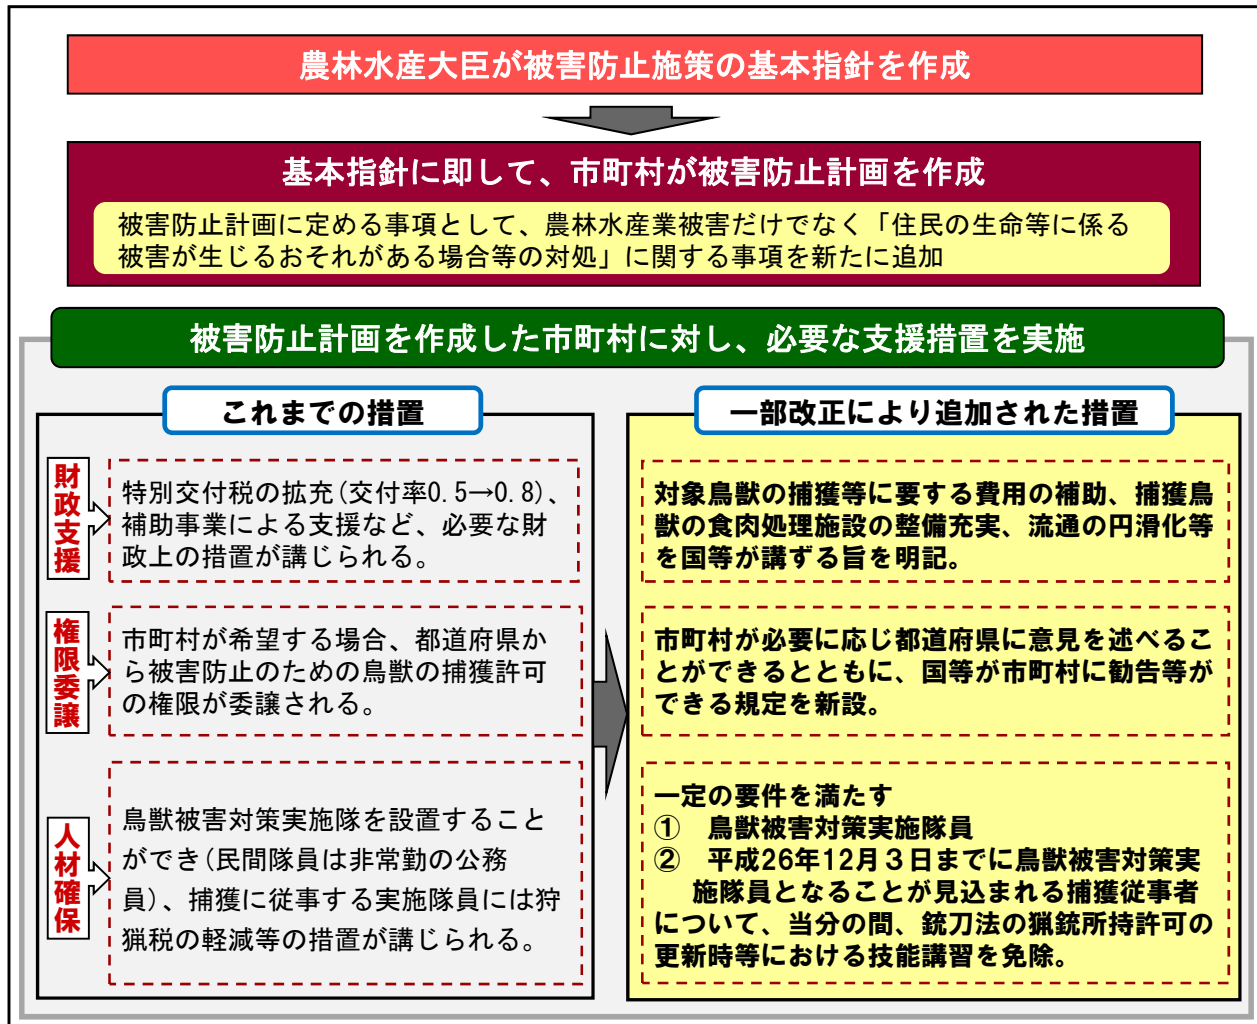 農林水産大臣が被害防止施策の基本指針を作成
基本指針に即して、市町村が被害防止計画を作成
被害防止計画に定める事項として、農林水産業被害だけでなく「住民の生命等に係る
被害が生じるおそれがある場合等の対処」に関する事項を新たに追加
被害防止計画を作成した市町村に対し、必要な支援措置を実施
これまでの措置
財政支援
特別交付税の拡充(交付率0.5→0.8)、
補助事業による支援など、必要な財
政上の措置が講じられる。
権限委譲
市町村が希望する場合、都道府県か
ら被害防止のための鳥獣の捕獲許可
の権限が委譲される。
人材確保
鳥獣被害対策実施隊を設置すること
ができ(民間隊員は非常勤の公務
員)、捕獲に従事する実施隊員には狩
猟税の軽減等の措置が講じられる。
一部改正により追加された措置
対象鳥獣の捕獲等に要する費用の補助、捕獲鳥
獣の食肉処理施設の整備充実、流通の円滑化等
を国等が講ずる旨を明記。
市町村が必要に応じ都道府県に意見を述べるこ
とができるとともに、国等が市町村に勧告等が
できる規定を新設。
一定の要件を満たす
①　鳥獣被害対策実施隊員
②　平成26年12月３日までに鳥獣被害対策実
施隊員となることが見込まれる捕獲従事者
について、当分の間、銃刀法の猟銃所持許可の
更新時等における技能講習を免除。